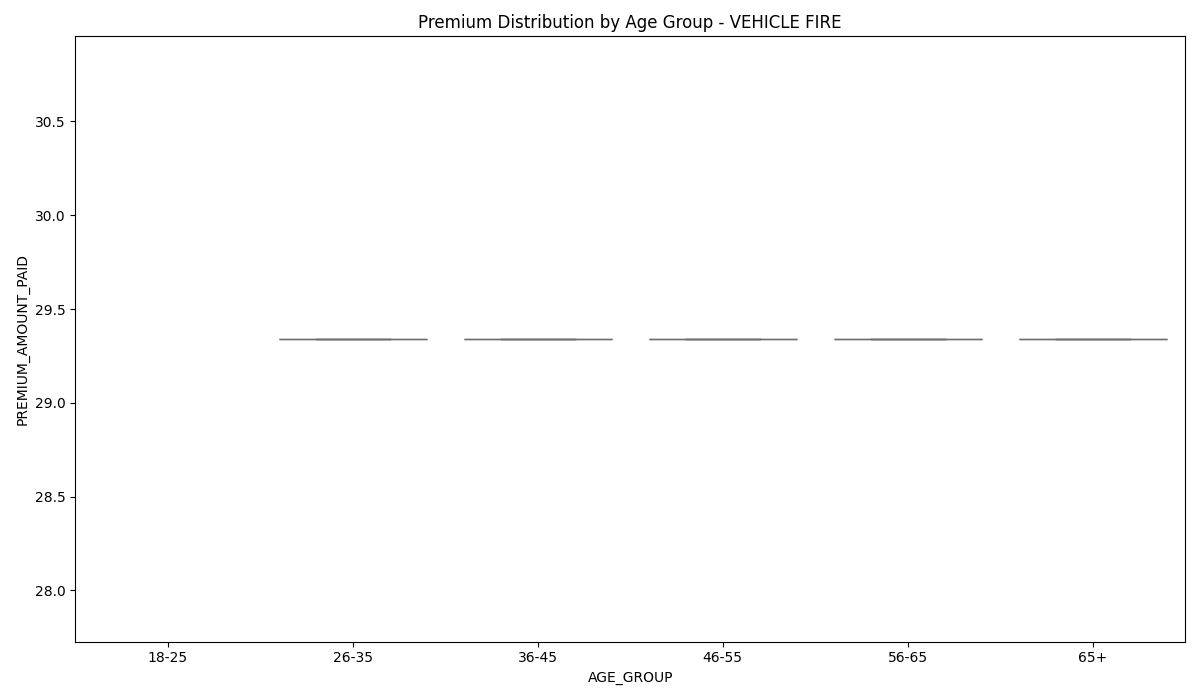 Premium Distribution by Age Group - VEHICLE FIRE
PREMIUM_AMOUNT_PAID
30.5
30.0
29.5
29.0
28.5
28.0
18-25 26-35 36-45 46-55 56-65 65+
AGE_GROUP